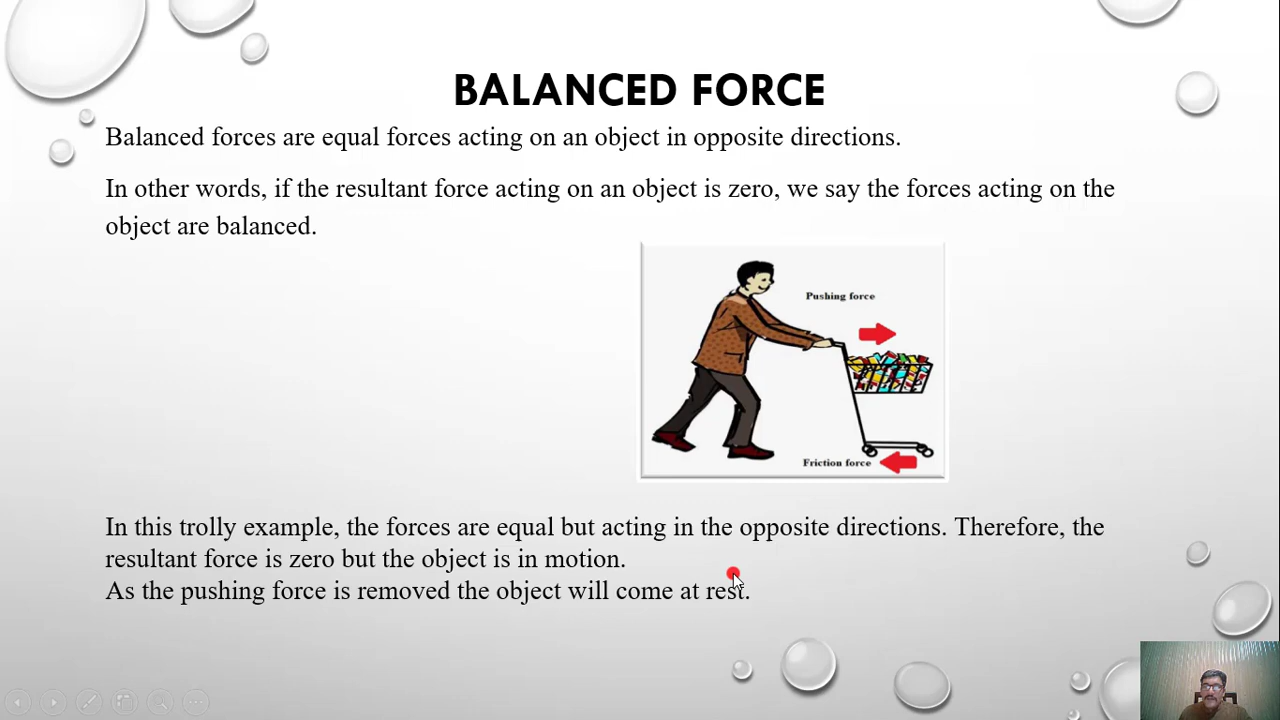 BALANCED FORCE
Balanced forces are equal forces acting on an object in opposite directions.
In other words, if the resultant force acting on an object is zero, we say the forces acting on the
object are balanced.
Pushing force
Friction force
In this trolly example, the forces are equal but acting in the opposite directions. Therefore, the
resultant force is zero but the object is in motion.
As the pushing force is removed the object will come at rest.